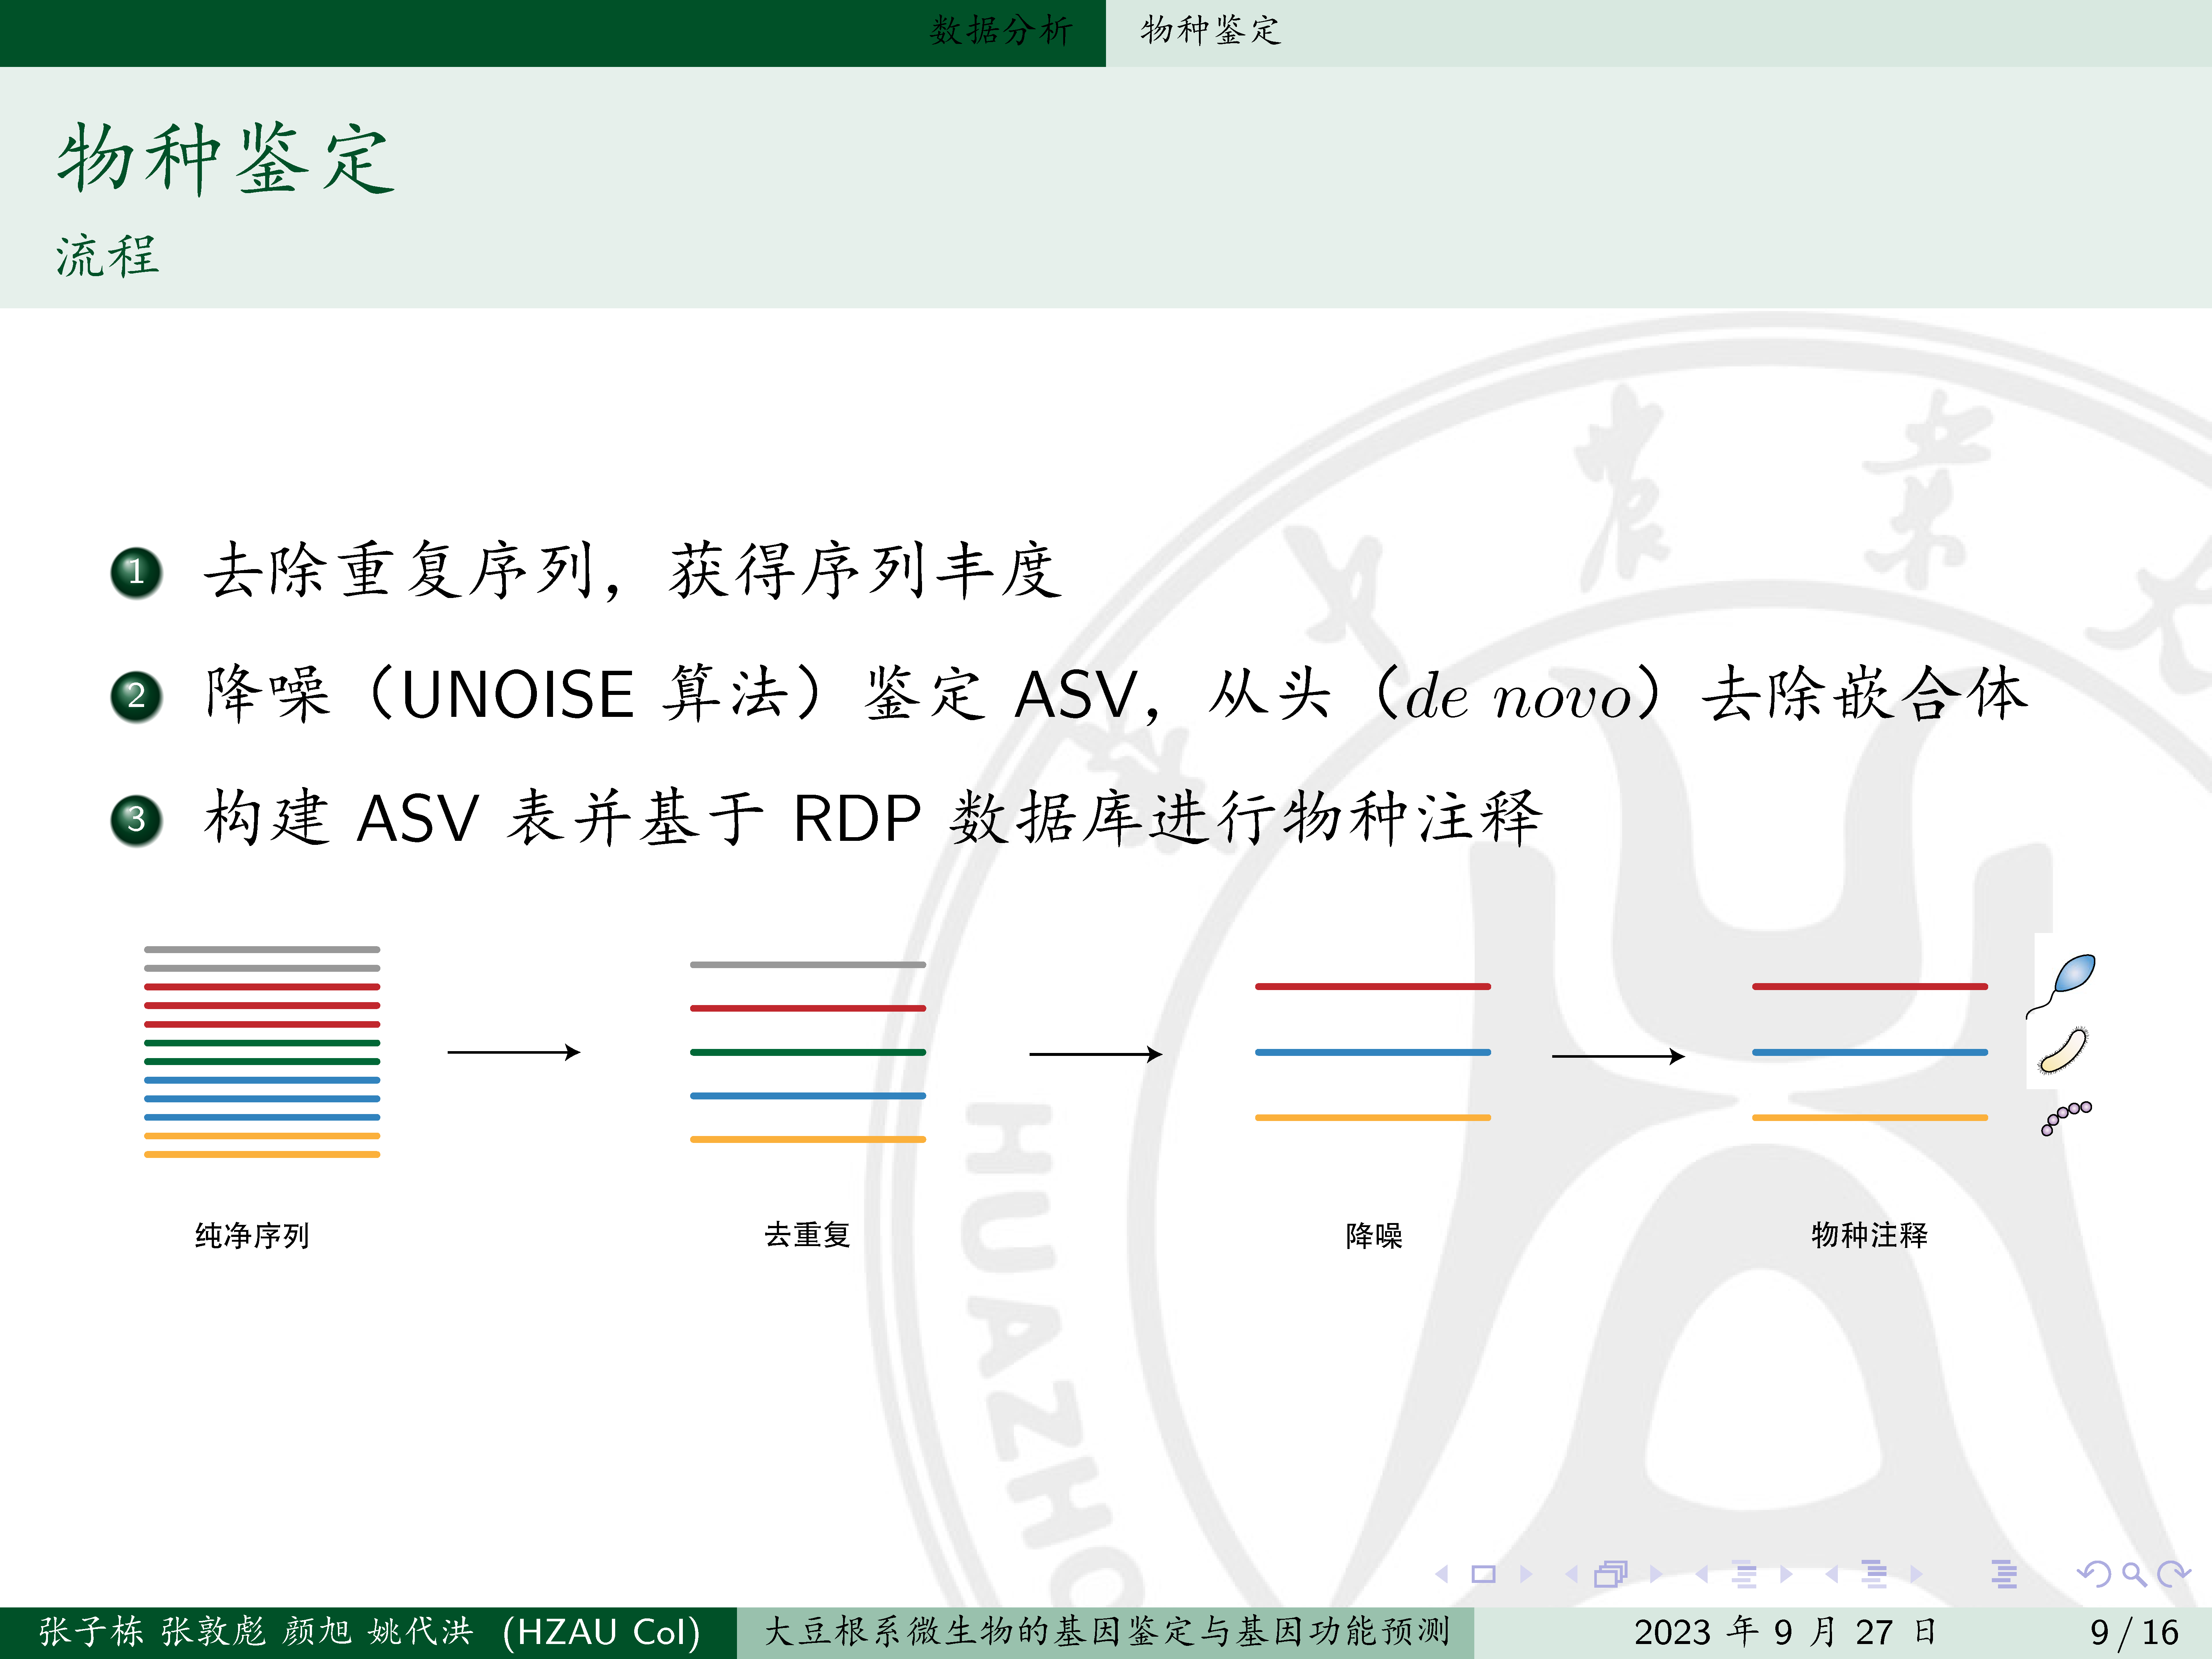 数据分析 物种鉴定
物种鉴定
流程
1 去除重复序列，获得序列丰度
2 降噪（UNOISE 算法）鉴定 ASV，从头（de novo）去除嵌合体
3 构建 ASV 表并基于 RDP 数据库进行物种注释
纯净序列 去重复 降噪 物种注释
HUAZHO
张子栋 张敦彪 颜旭 姚代洪 (HZAU CoI) 大豆根系微生物的基因鉴定与基因功能预测 2023 年 9 月 27 日 9 / 16